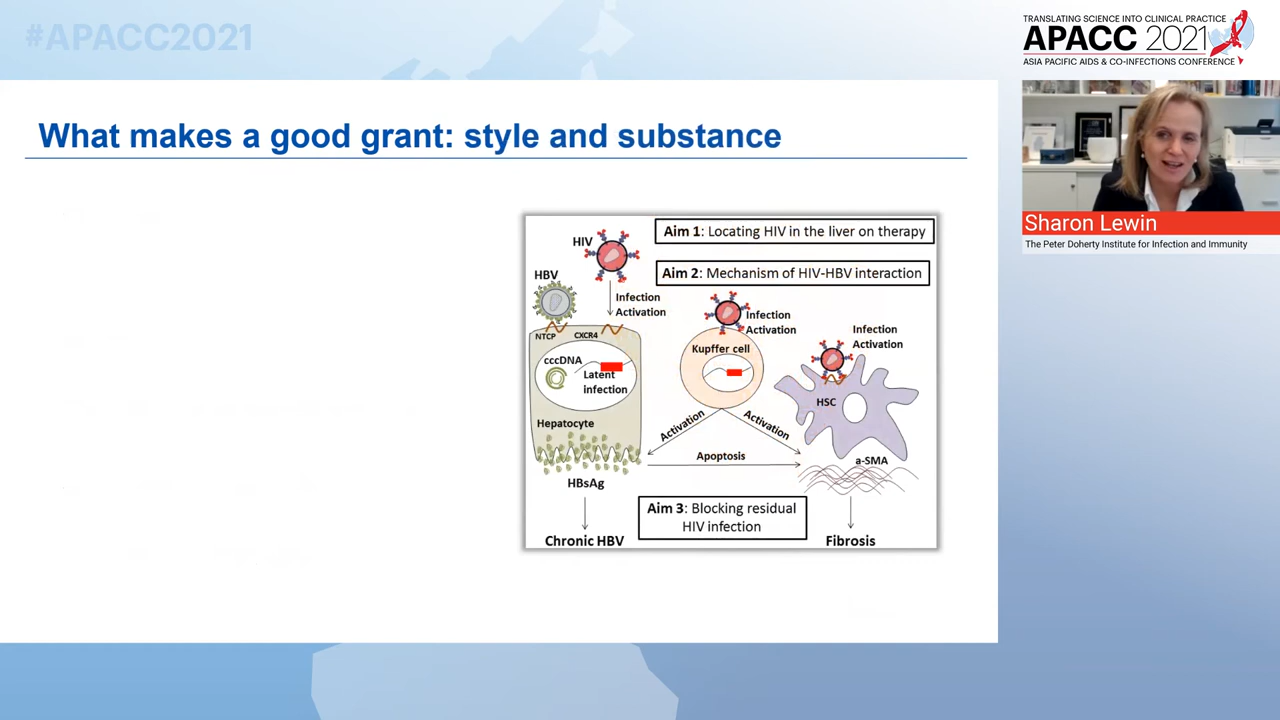 #APACC2021
TRANSLATING SCIENCE INTO CLINICAL PRACTICE
APACC 2021
ASIA PACIFIC AIDS & CO-INFECTIONS CONFERENCE
What makes a good grant: style and substance
Sharon Lewin
The Peter Doherty Institute for Infection and Immunity
Aim 1: Locating HIV in the liver on therapy
HIV
Aim 2: Mechanism of HIV-HBV interaction
HBV
Infection
Activation
Infection
Activation
Infection
Activation
NTCP
CXCR4
Kupffer cell
cccDNA
Latent
infection
HSC
Hepatocyte
Activation
Activation
Apoptosis
a-SMA
HBsAg
Aim 3: Blocking residual
HIV infection
Chronic HBV
Fibrosis